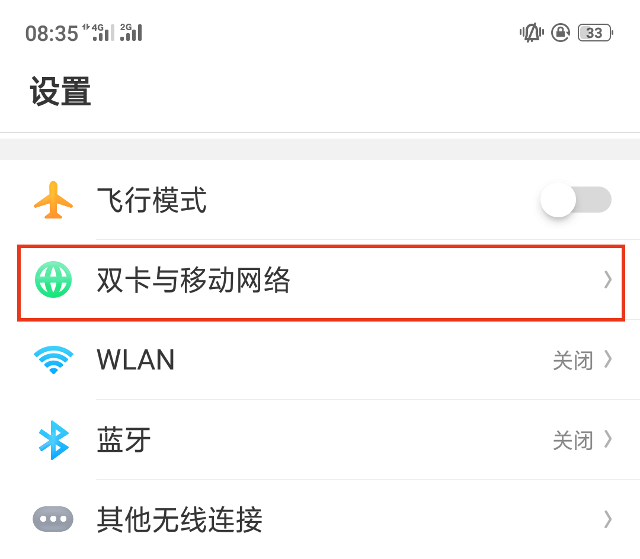 08:35 4G 2G 33
设置
飞行模式
双卡与移动网络
WLAN 关闭
蓝牙 关闭
其他无线连接